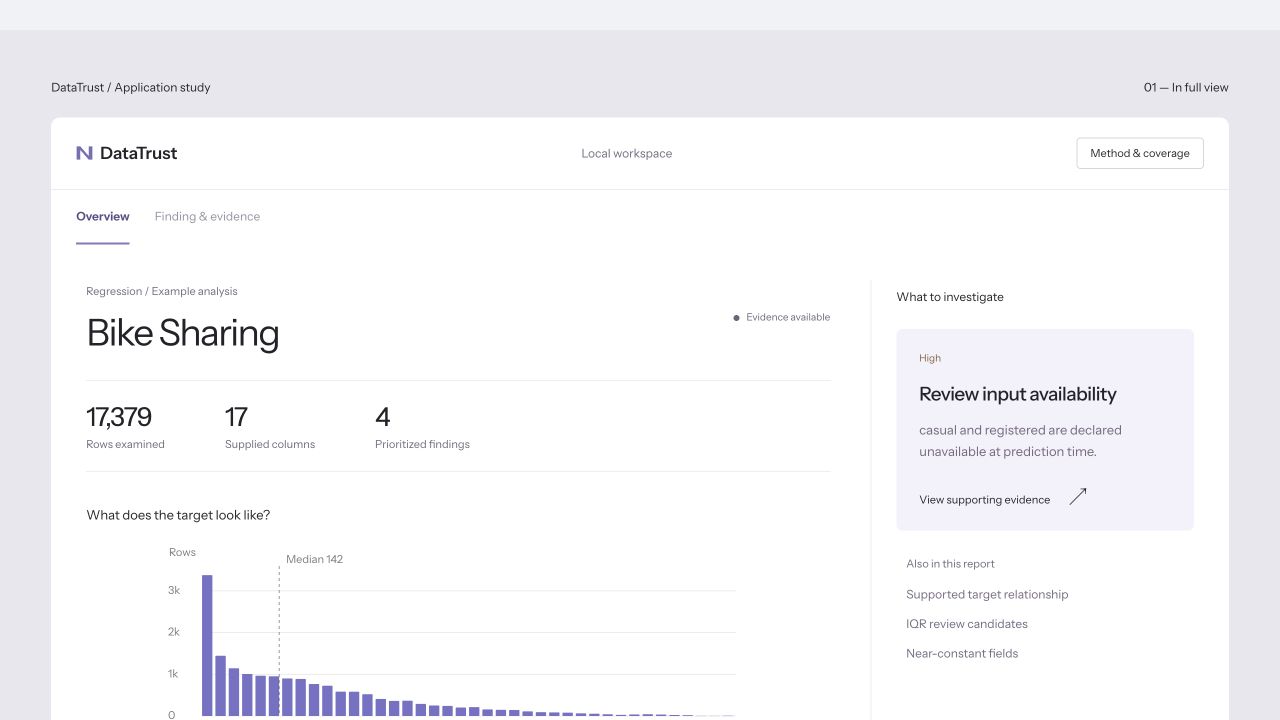 DataTrust / Application study
01 — In full view
DataTrust
Local workspace
Method & coverage
Overview
Finding & evidence
Regression / Example analysis
Bike Sharing
Evidence available
17,379
Rows examined
17
Supplied columns
4
Prioritized findings
What does the target look like?
Rows
Median 142
3k
2k
1k
0
What to investigate
High
Review input availability
casual and registered are declared
unavailable at prediction time.
View supporting evidence
Also in this report
Supported target relationship
IQR review candidates
Near-constant fields